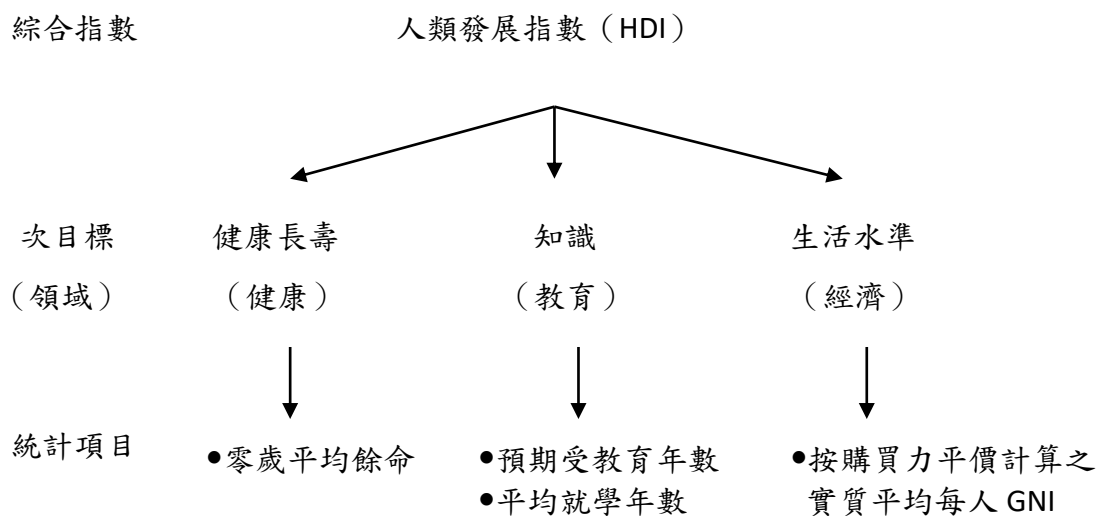 綜合指數 人類發展指數（HDI）
次目標 健康長壽 知識 生活水準
（領域） （健康） （教育） （經濟）
統計項目 •零歲平均餘命 •預期受教育年數 •按購買力平價計算之
•平均就學年數 實質平均每人 GNI